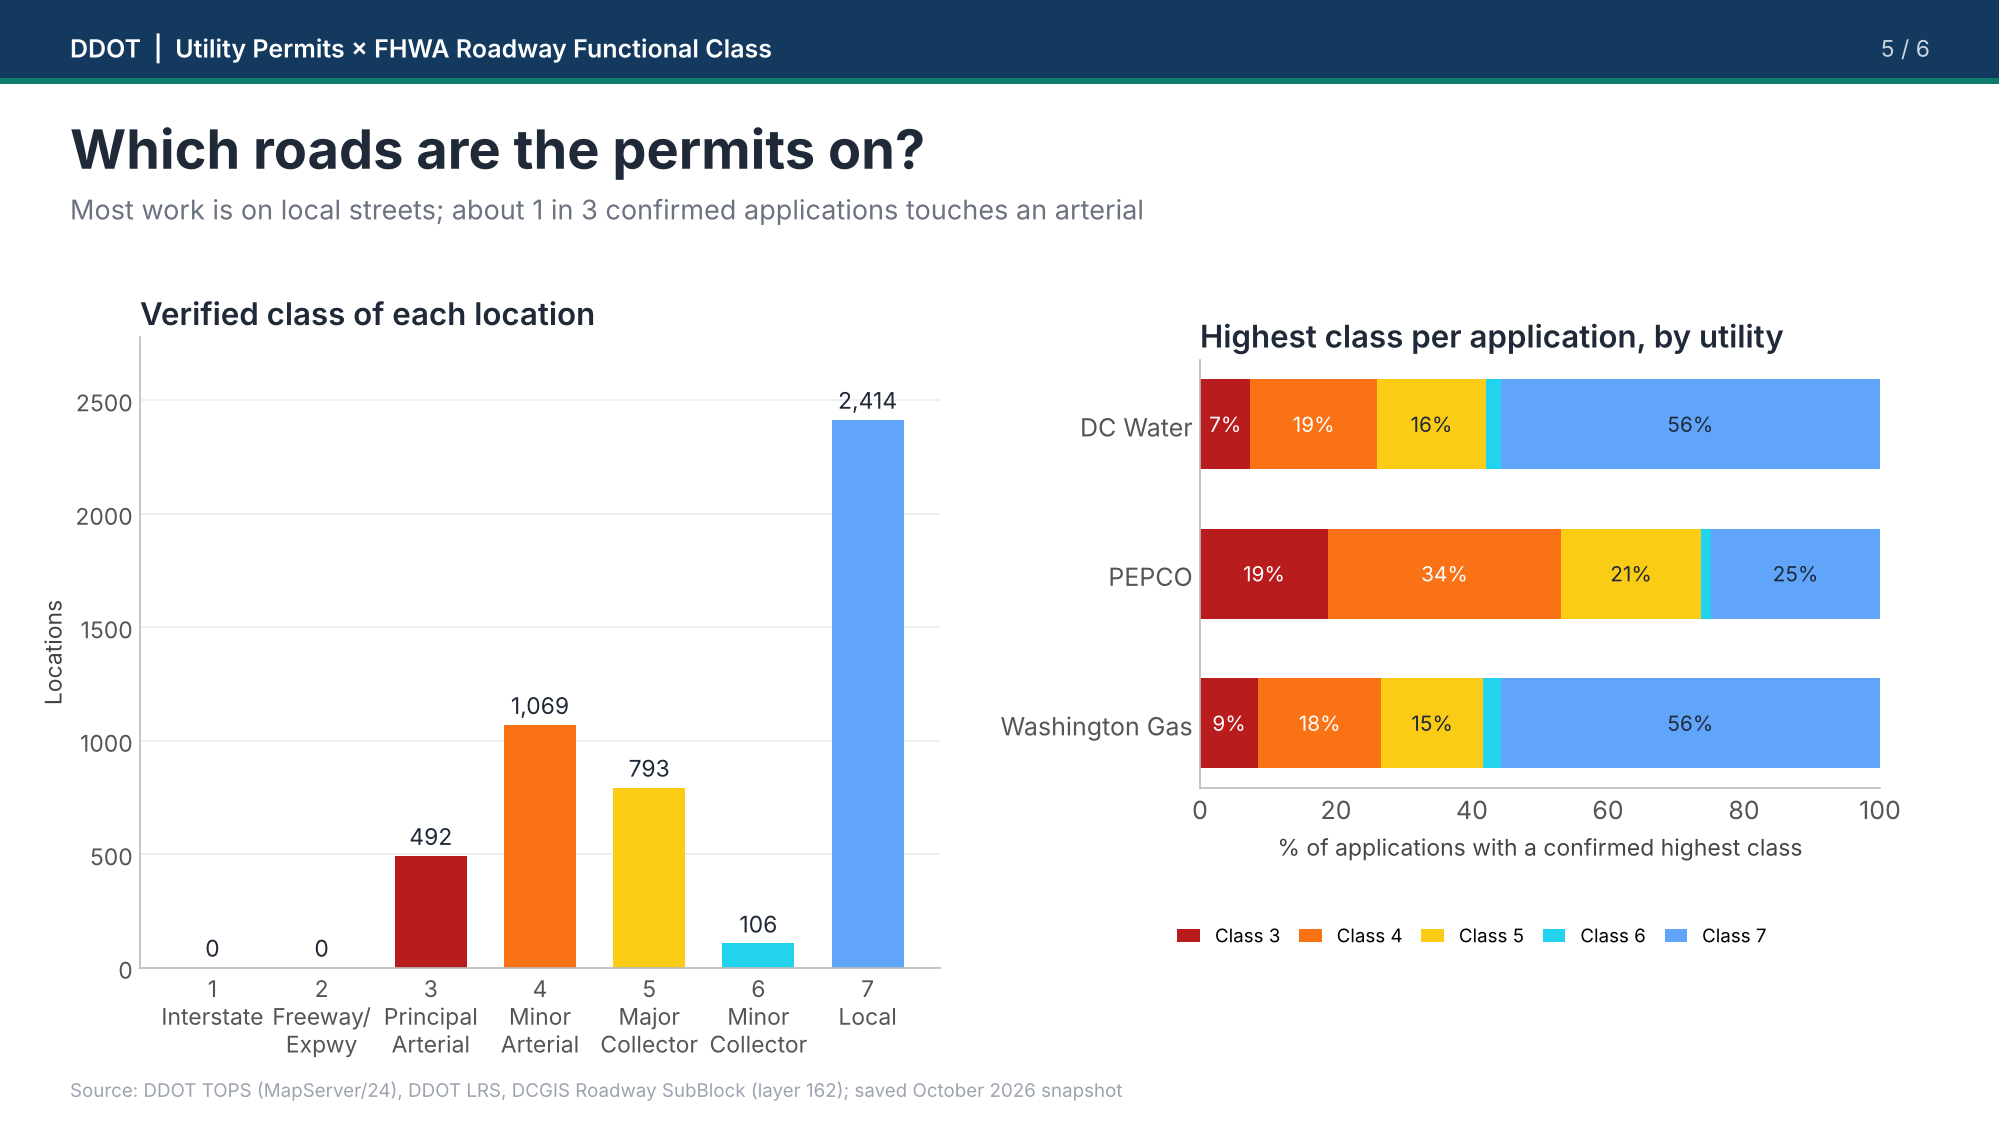 DDOT | Utility Permits × FHWA Roadway Functional Class
5 / 6
Which roads are the permits on?
Most work is on local streets; about 1 in 3 confirmed applications touches an arterial
Verified class of each location
Locations
2500
2000
1500
1000
500
0
0
0
492
1,069
793
106
2,414
1
2
3
4
5
6
7
Interstate
Freeway/
Principal
Minor
Major
Minor
Local
Expwy
Arterial
Arterial
Collector
Collector
Highest class per application, by utility
DC Water
7%
19%
16%
56%
PEPCO
19%
34%
21%
25%
Washington Gas
9%
18%
15%
56%
0
20
40
60
80
100
% of applications with a confirmed highest class
Class 3
Class 4
Class 5
Class 6
Class 7
Source: DDOT TOPS (MapServer/24), DDOT LRS, DCGIS Roadway SubBlock (layer 162); saved October 2026 snapshot